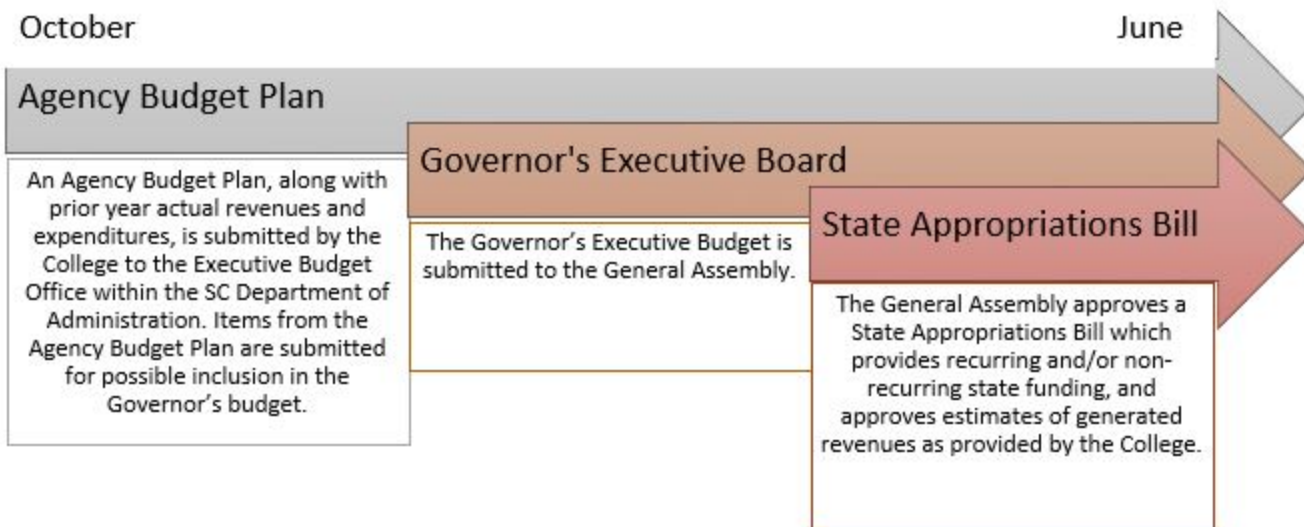 October
June
Agency Budget Plan
An Agency Budget Plan, along with
prior year actual revenues and
expenditures, is submitted by the
College to the Executive Budget
Office within the SC Department of
Administration. Items from the
Agency Budget Plan are submitted
for possible inclusion in the
Governor’s budget.
Governor's Executive Board
The Governor’s Executive Budget is
submitted to the General Assembly.
State Appropriations Bill
The General Assembly approves a
State Appropriations Bill which
provides recurring and/or non-
recurring state funding, and
approves estimates of generated
revenues as provided by the College.